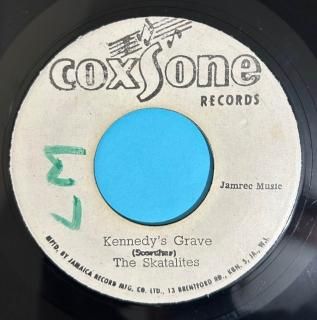 coxsone
RECORDS
Jamrec Music
LM
Kennedy's Grave
(Scorcher)
The Skatalites
MFTD. BY JAMAICA RECORD MFG. CO. LTD., 13 BRENTFORD RD., KGN. 5, JA., W.I.